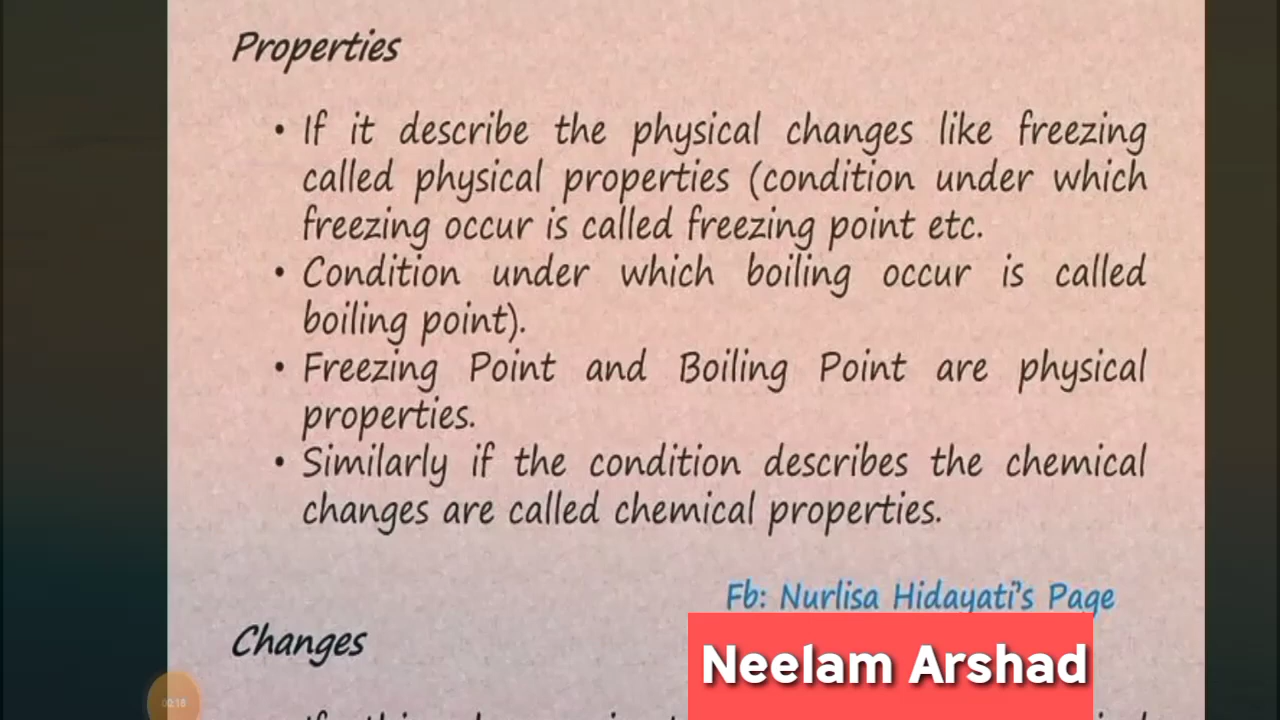 Properties
• If it describe the physical changes like freezing
called physical properties (condition under which
freezing occur is called freezing point etc.
• Condition under which boiling occur is called
boiling point).
• Freezing Point and Boiling Point are physical
properties.
• Similarly if the condition describes the chemical
changes are called chemical properties.
Fb: Nurlisa Hidayati's Page
Changes
Neelam Arshad
00:16